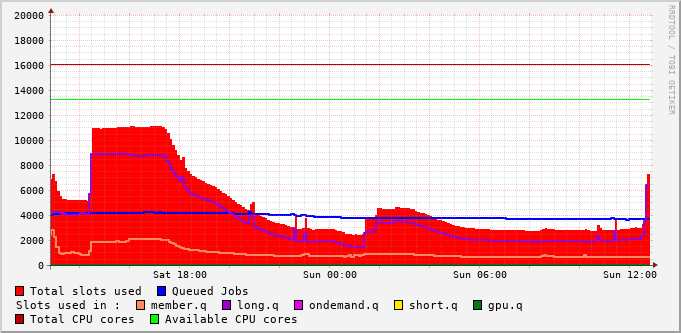 RRDTOOL / TOBI OETIKER
20000
18000
16000
14000
12000
10000
8000
6000
4000
2000
0
Sat 18:00 Sun 00:00 Sun 06:00 Sun 12:00
Total slots used Queued Jobs
Slots used in : member.q long.q ondemand.q short.q gpu.q
Total CPU cores Available CPU cores